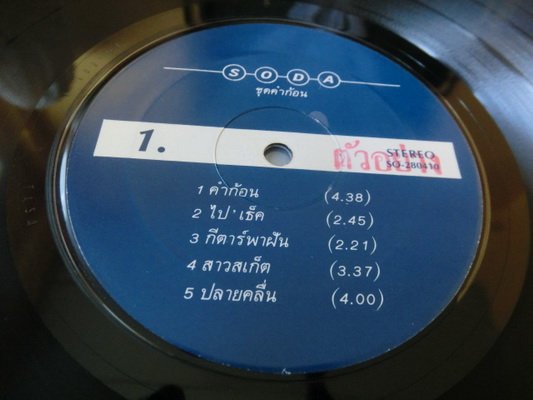 SODA
ชุดคำก้อน
1.
ตัวอย่าง
STEREO
SO-280410
1 คำก้อน (4.38)
2 ไป'เธ็ค (2.45)
3 กีตาร์พาฝัน (2.21)
4 สาวสเก็ต (3.37)
5 ปลายคลื่น (4.00)